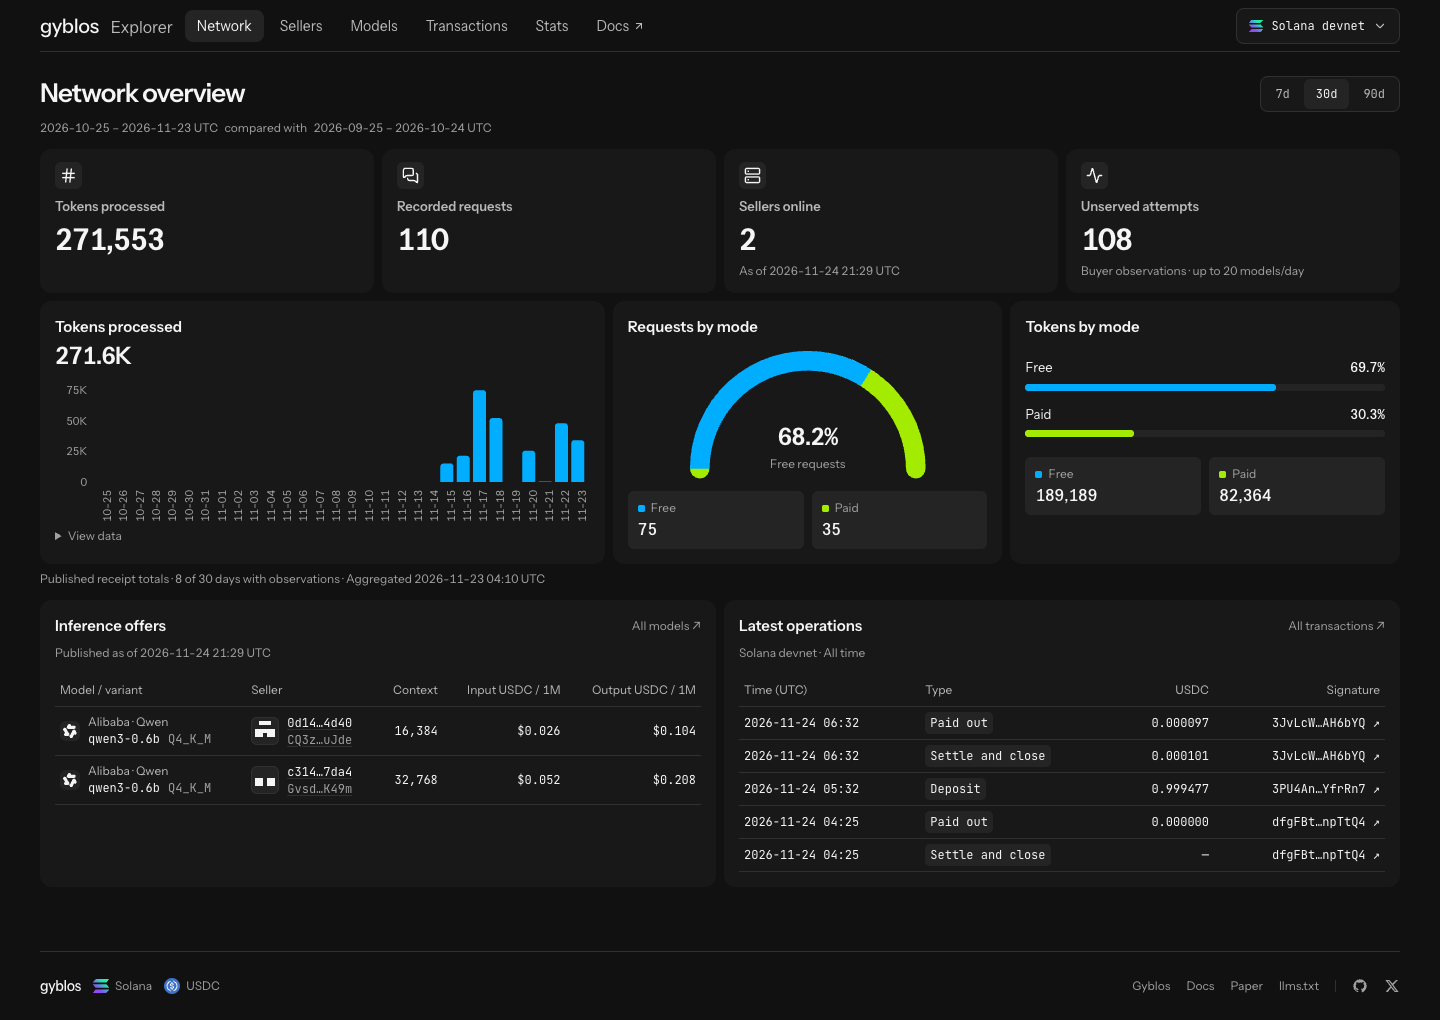 gyblos Explorer Network Sellers Models Transactions Stats Docs ↗ Solana devnet
Network overview
7d 30d 90d
2026-10-25 – 2026-11-23 UTC compared with 2026-09-25 – 2026-10-24 UTC
Tokens processed
271,553
Recorded requests
110
Sellers online
2
As of 2026-11-24 21:29 UTC
Unserved attempts
108
Buyer observations · up to 20 models/day
Tokens processed
271.6K
75K
50K
25K
0
10-25 10-26 10-27 10-28 10-29 10-30 10-31 11-01 11-02 11-03 11-04 11-05 11-06 11-07 11-08 11-09 11-10 11-11 11-12 11-13 11-14 11-15 11-16 11-17 11-18 11-19 11-20 11-21 11-22 11-23
View data
Requests by mode
68.2%
Free requests
Free
75
Paid
35
Tokens by mode
Free 69.7%
Paid 30.3%
Free
189,189
Paid
82,364
Published receipt totals · 8 of 30 days with observations · Aggregated 2026-11-23 04:10 UTC
Inference offers
All models ↗
Published as of 2026-11-24 21:29 UTC
Model / variant Seller Context Input USDC / 1M Output USDC / 1M
Alibaba · Qwen
qwen3-0.6b Q4_K_M
0d14…4d40
CQ3z…uJde
16,384 $0.026 $0.104
Alibaba · Qwen
qwen3-0.6b Q4_K_M
c314…7da4
Gvsd…K49m
32,768 $0.052 $0.208
Latest operations
All transactions ↗
Solana devnet · All time
Time (UTC) Type USDC Signature
2026-11-24 06:32 Paid out 0.000097 3JvLcW…AH6bYQ ↗
2026-11-24 06:32 Settle and close 0.000101 3JvLcW…AH6bYQ ↗
2026-11-24 05:32 Deposit 0.999477 3PU4An…YfrRn7 ↗
2026-11-24 04:25 Paid out 0.000000 dfgFBt…npTtQ4 ↗
2026-11-24 04:25 Settle and close — dfgFBt…npTtQ4 ↗
gyblos Solana USDC
Gyblos Docs Paper llms.txt